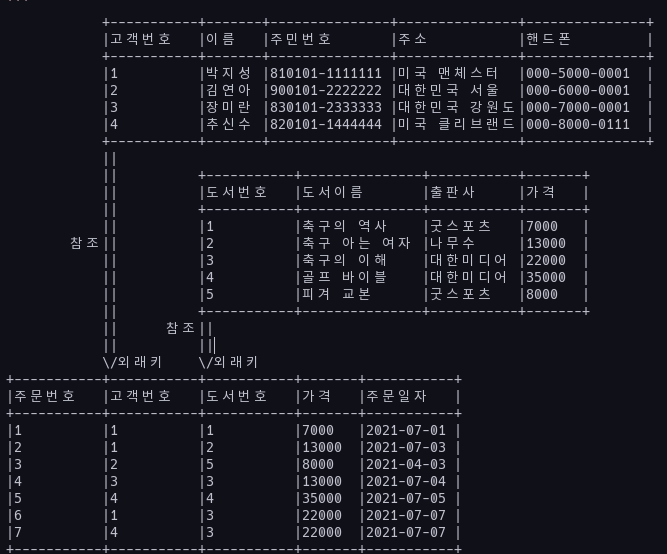 +-----------+-------+---------------+---------------+----------------+
|고객번호 |이름 |주민번호 |주소 |핸드폰 |
+-----------+-------+---------------+---------------+----------------+
|1 |박지성 |810101-1111111 |미국 맨체스터 |000-5000-0001 |
|2 |김연아 |900101-2222222 |대한민국 서울 |000-6000-0001 |
|3 |장미란 |830101-2333333 |대한민국 강원도|000-7000-0001 |
|4 |추신수 |820101-1444444 |미국 클리브랜드|000-8000-0111 |
+-----------+-------+---------------+---------------+----------------+
||
|| +-----------+---------------+-----------+-------+
|| |도서번호 |도서이름 |출판사 |가격 |
|| +-----------+---------------+-----------+-------+
|| |1 |축구의 역사 |굿스포츠 |7000 |
참조|| |2 |축구 아는 여자 |나무수 |13000 |
|| |3 |축구의 이해 |대한미디어 |22000 |
|| |4 |골프 바이블 |대한미디어 |35000 |
|| |5 |피겨 교본 |굿스포츠 |8000 |
|| +-----------+---------------+-----------+-------+
|| 참조||
|| ||
\/외래키 \/외래키
+-----------+-----------+-----------+-------+-----------+
|주문번호 |고객번호 |도서번호 |가격 |주문일자 |
+-----------+-----------+-----------+-------+-----------+
|1 |1 |1 |7000 |2021-07-01 |
|2 |1 |2 |13000 |2021-07-03 |
|3 |2 |5 |8000 |2021-04-03 |
|4 |3 |3 |13000 |2021-07-04 |
|5 |4 |4 |35000 |2021-07-05 |
|6 |1 |3 |22000 |2021-07-07 |
|7 |4 |3 |22000 |2021-07-07 |
+-----------+-----------+-----------+-------+-----------+